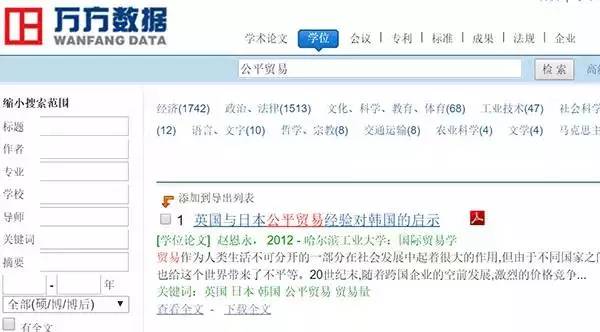 万方数据
WANFANG DATA
学术论文 学位 会议 专利 标准 成果 法规 企业
公平贸易 检 索
缩小搜索范围
标题
作者
专业
学校
导师
关键词
摘要
- 年
全部(硕/博/博后)
有全文
经济(1742) 政治、法律(1513) 文化、科学、教育、体育(68) 工业技术(47) 社会科学
(12) 语言、文字(10) 哲学、宗教(8) 交通运输(8) 农业科学(4) 文学(4) 马克思主
添加到导出列表
1 英国与日本公平贸易经验对韩国的启示
[学位论文] 赵恩永, 2012 - 哈尔滨工业大学: 国际贸易学
贸易作为人类生活不可分开的一部分在社会发展中起着很大的作用,但由于不同国家之间
也给这个世界带来了不平等。20世纪末,随着跨国企业的空前发展,激烈的价格竞争...
关键词: 英国 日本 韩国 公平贸易 贸易量
查看全文 - 下载全文